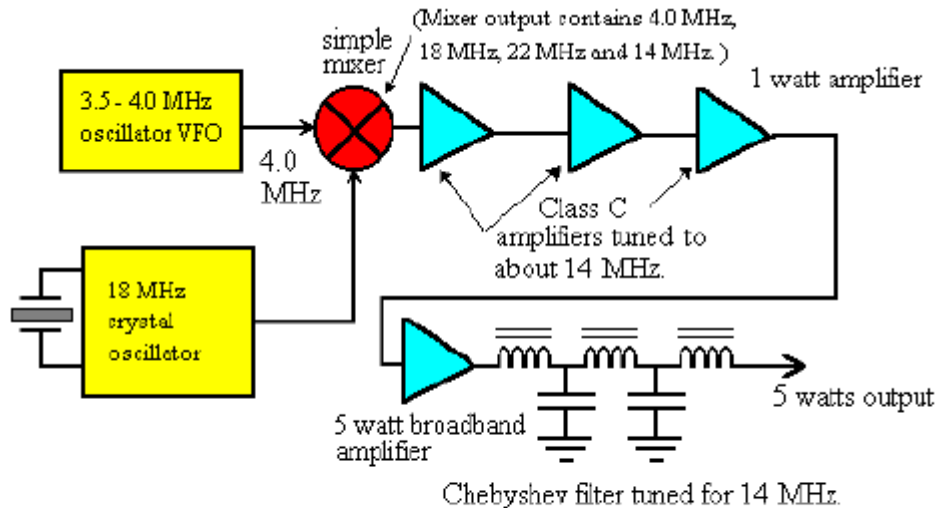 (Mixer output contains 4.0 MHz,
18 MHz, 22 MHz and 14 MHz.)
simple
mixer
1 watt amplifier
3.5 - 4.0 MHz
oscillator VFO
4.0
MHz
Class C
amplifiers tuned to
about 14 MHz.
18 MHz
crystal
oscillator
5 watt broadband
amplifier
5 watts output
Chebyshev filter tuned for 14 MHz.